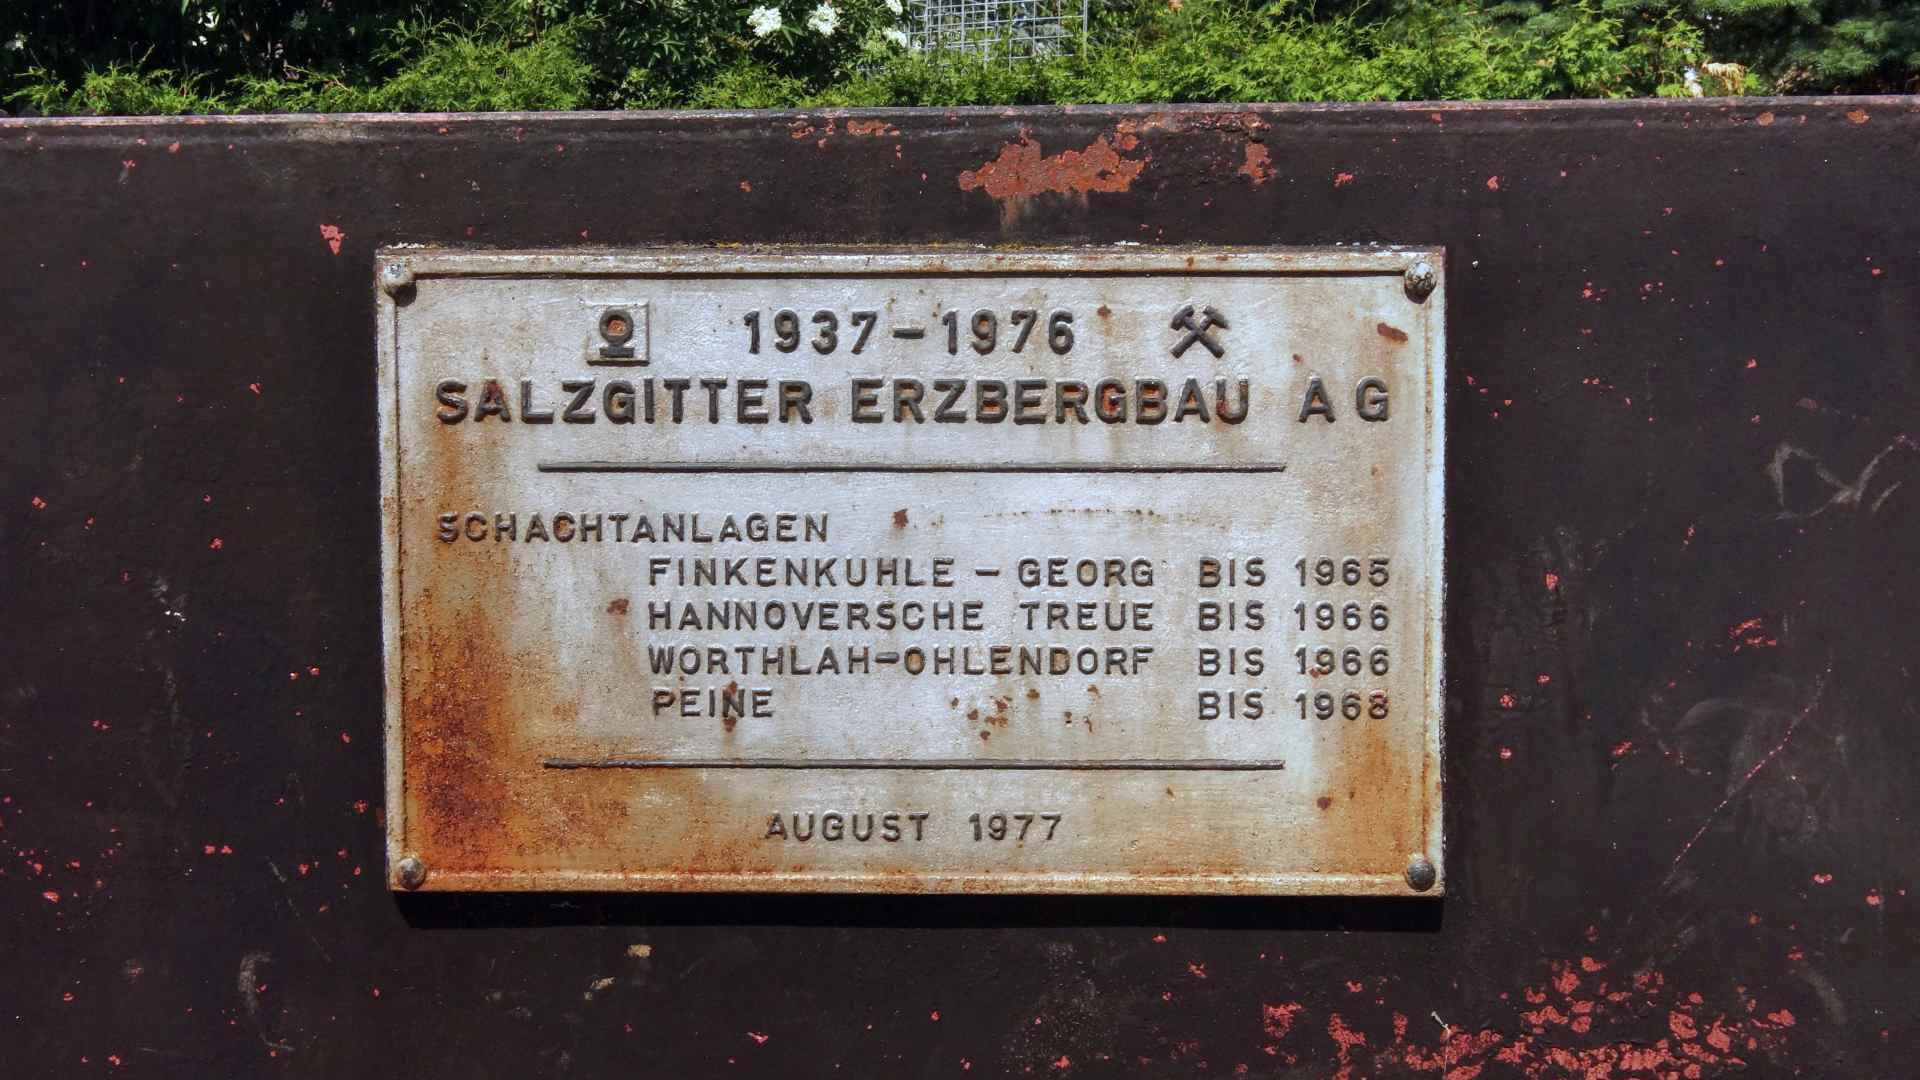 1937-1976
SALZGITTER ERZBERGBAU AG
SCHACHTANLAGEN
FINKENKUHLE - GEORG BIS 1965
HANNOVERSCHE TREUE BIS 1966
WORTHLAH-OHLENDORF BIS 1966
PEINE BIS 1968
AUGUST 1977